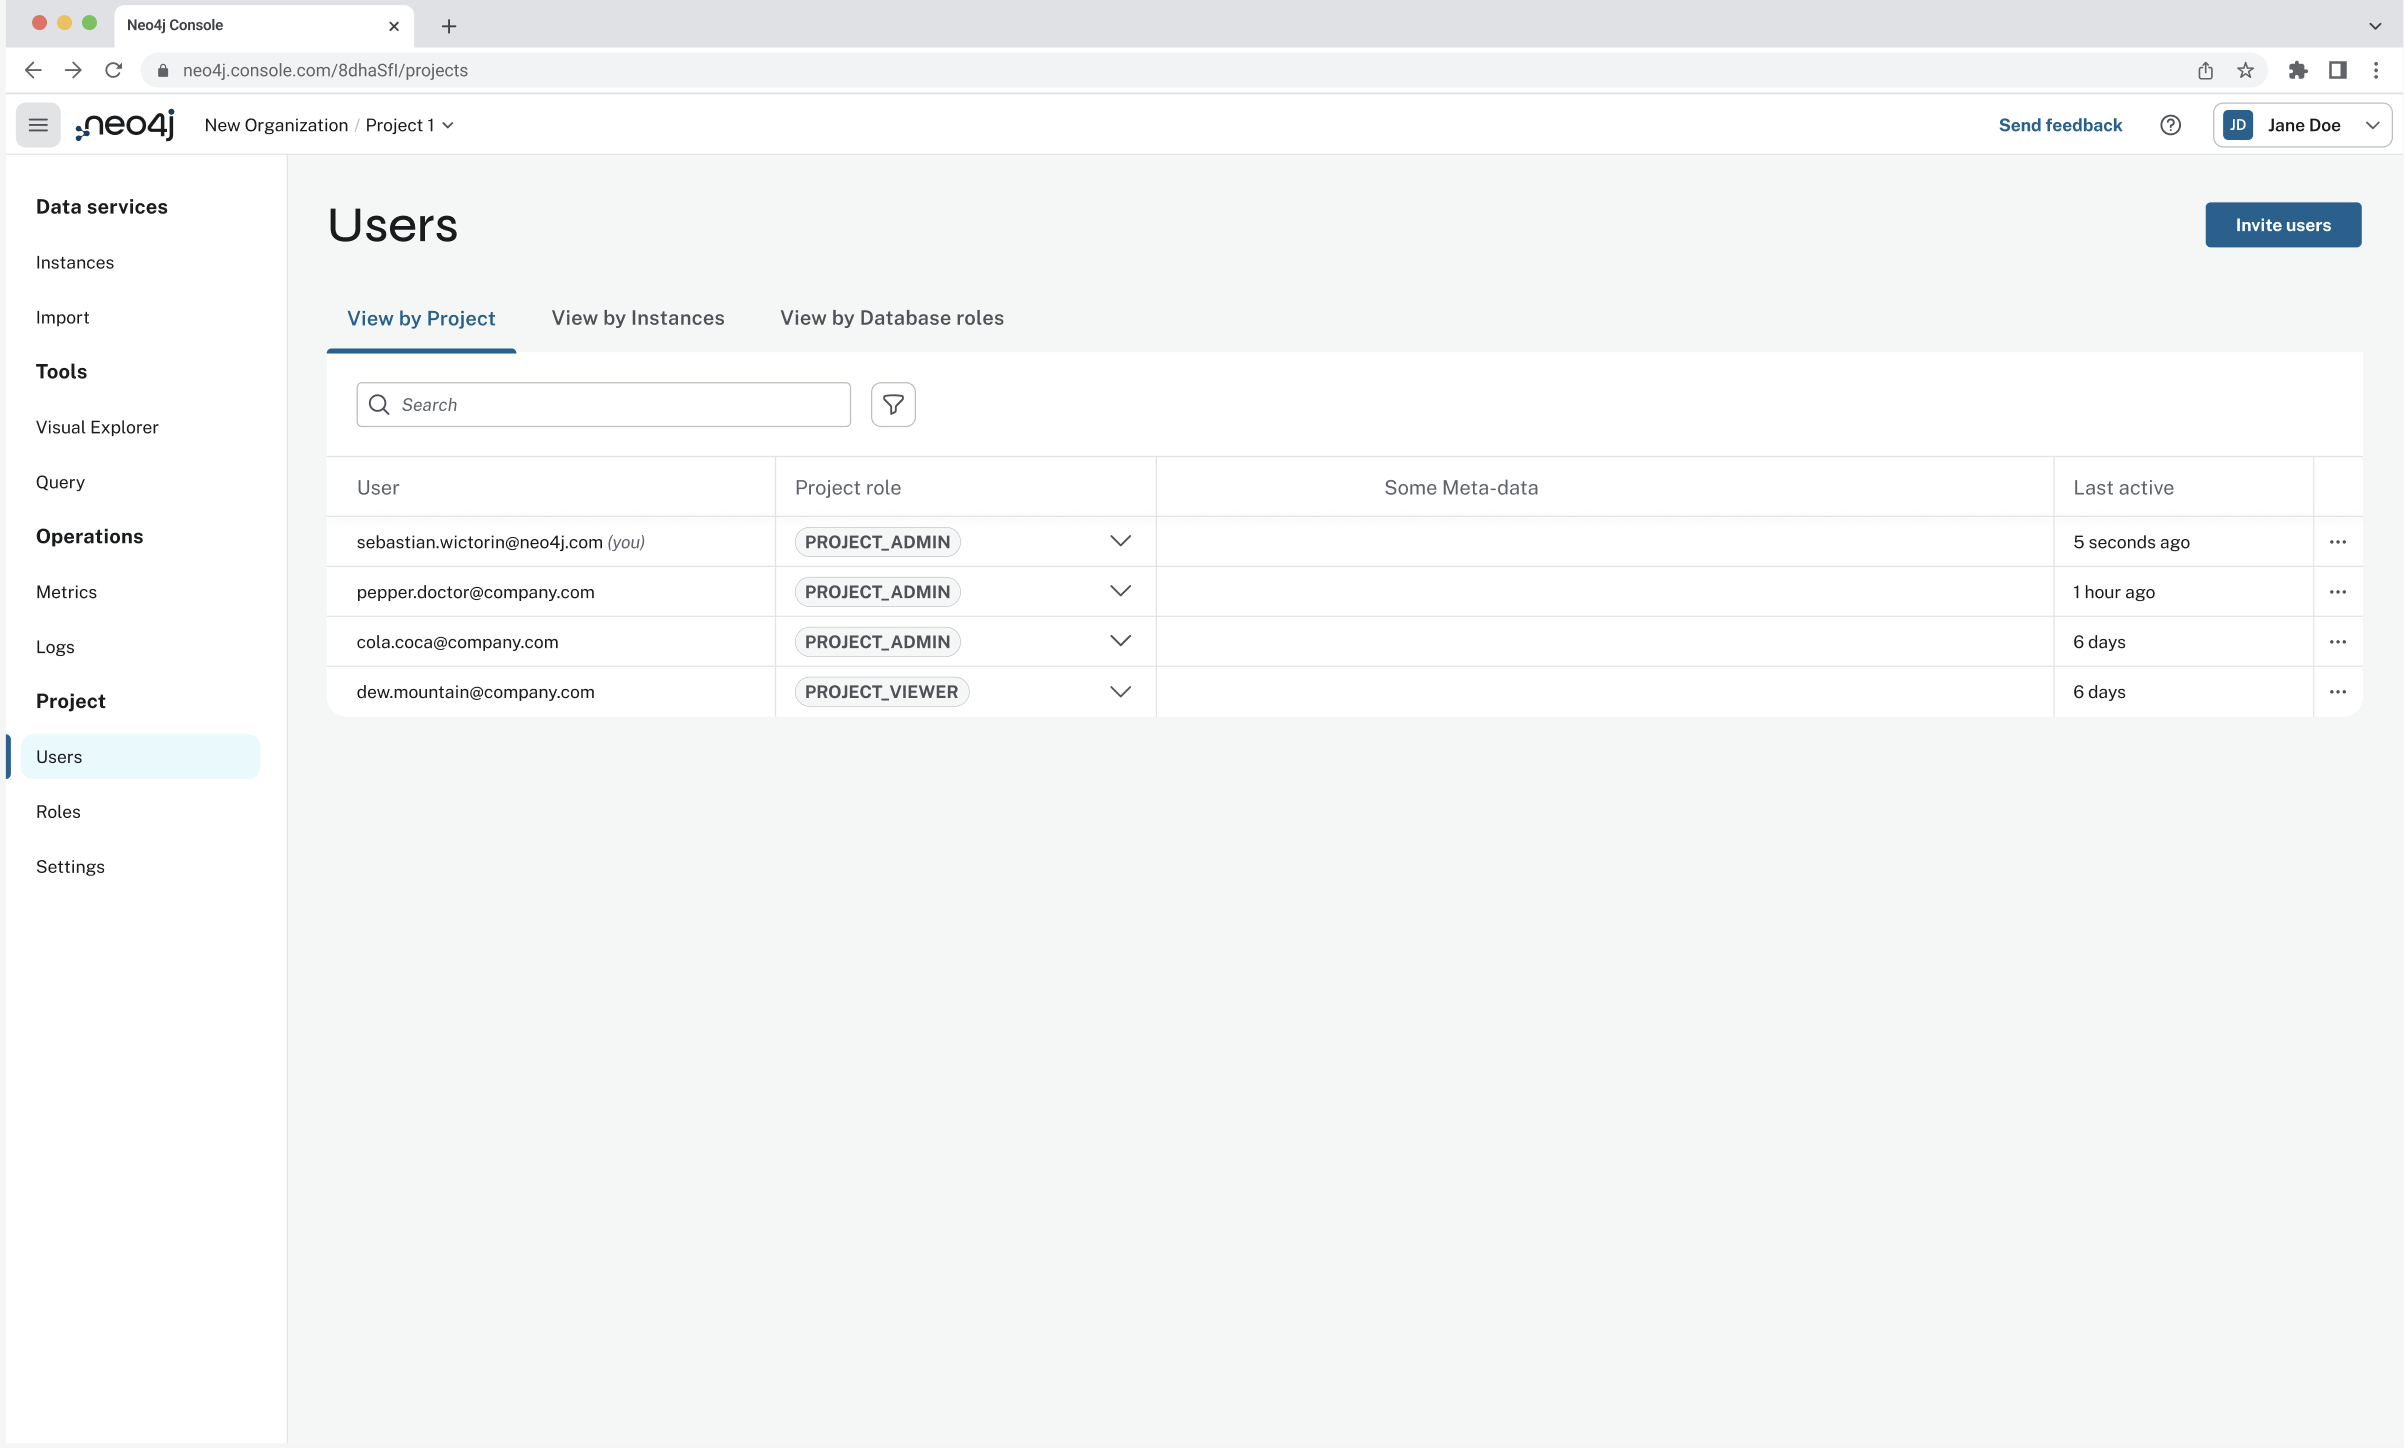 Neo4j Console
neo4j.console.com/8dhaSfI/projects
neo4j
New Organization / Project 1
Send feedback
JD
Jane Doe
Data services
Instances
Import
Tools
Visual Explorer
Query
Operations
Metrics
Logs
Project
Users
Roles
Settings
Users
Invite users
View by Project
View by Instances
View by Database roles
Search
User
Project role
Some Meta-data
Last active
sebastian.wictorin@neo4j.com (you)
PROJECT_ADMIN
5 seconds ago
pepper.doctor@company.com
PROJECT_ADMIN
1 hour ago
cola.coca@company.com
PROJECT_ADMIN
6 days
dew.mountain@company.com
PROJECT_VIEWER
6 days